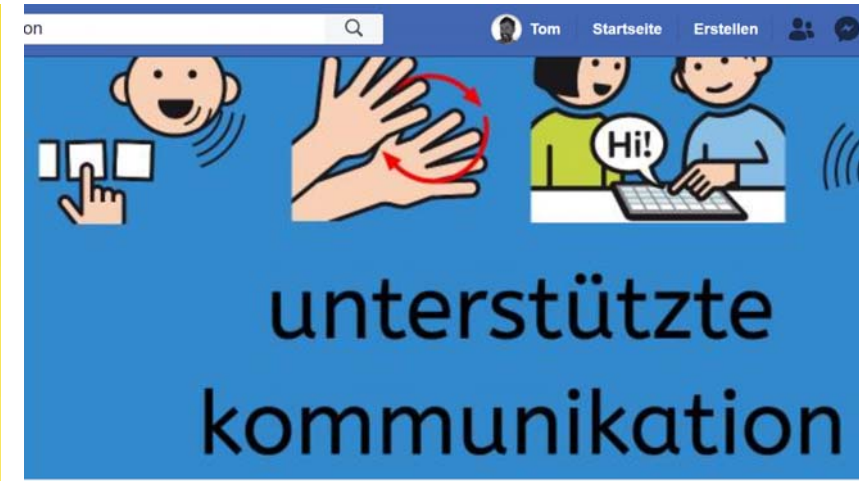 on
Tom Startseite Erstellen
Hi!
unterstützte
kommunikation